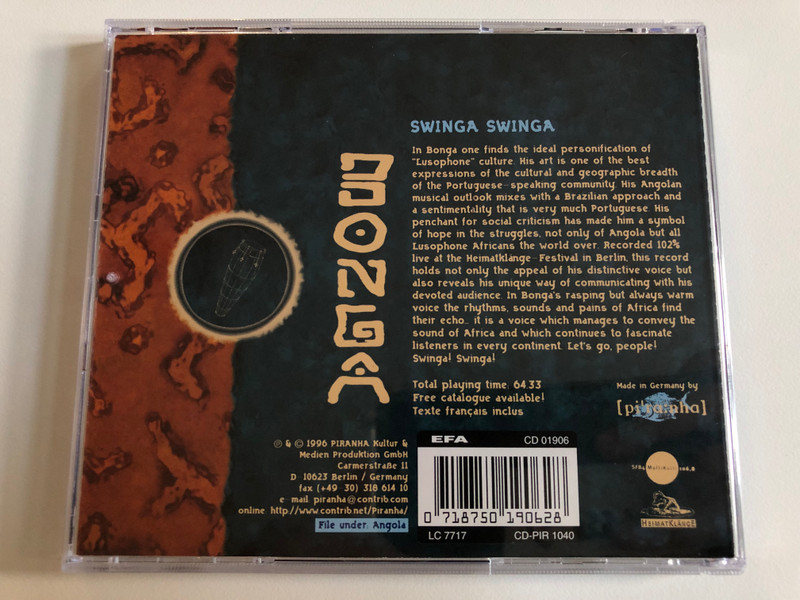 SWINGA SWINGA
In Bonga one finds the ideal personification of
"Lusophone" culture. His art is one of the best
expressions of the cultural and geographic breadth
of the Portuguese-speaking community. His Angolan
musical outlook mixes with a Brazilian approach and
a sentimentality that is very much Portuguese. His
penchant for social criticism has made him a symbol
of hope in the struggles, not only of Angola but all
Lusophone Africans the world over. Recorded 102%
live at the Heimatklänge-Festival in Berlin, this record
holds not only the appeal of his distinctive voice but
also reveals his unique way of communicating with his
devoted audience. In Bonga's rasping but always warm
voice the rhythms, sounds and pains of Africa find
their echo... it is a voice which manages to convey the
sound of Africa and which continues to fascinate
listeners in every continent. Let's go, people!
Swinga! Swinga!
BONGA
Total playing time: 64.33
Free catalogue available!
Texte français inclus
Made in Germany by
[pi'ra:nha]
℗ & © 1996 PIRANHA Kultur &
Medien Produktion GmbH
Carmerstraße 11
D 10623 Berlin / Germany
fax (+49-30) 318 614 10
e-mail piranha@contrib.com
online http://www.contrib.net/Piranha/
File under: Angola
EFA CD 01906
0 718750 190628
LC 7717 CD-PIR 1040
HEIMATKLÄNGE